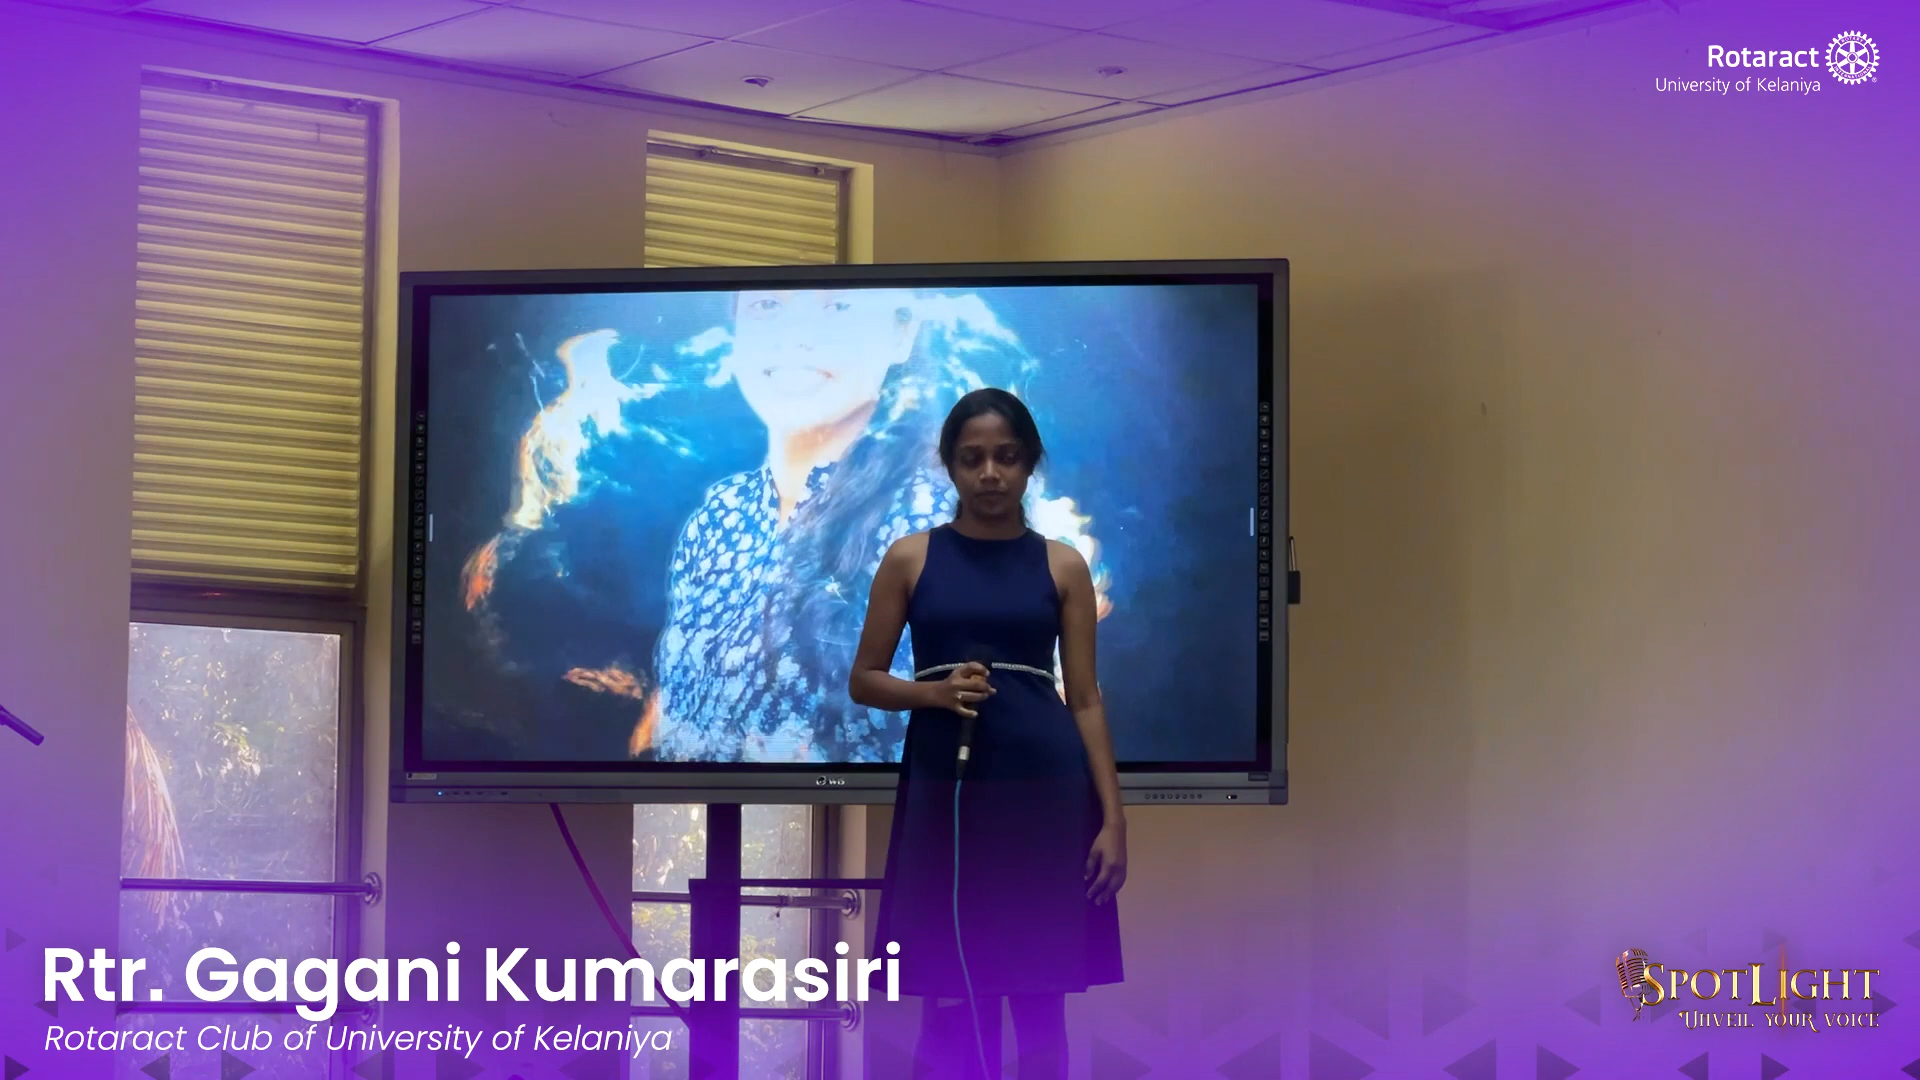 Rotaract
University of Kelaniya
Rtr. Gagani Kumarasiri
Rotaract Club of University of Kelaniya
SPOTLIGHT
UNVEIL YOUR VOICE